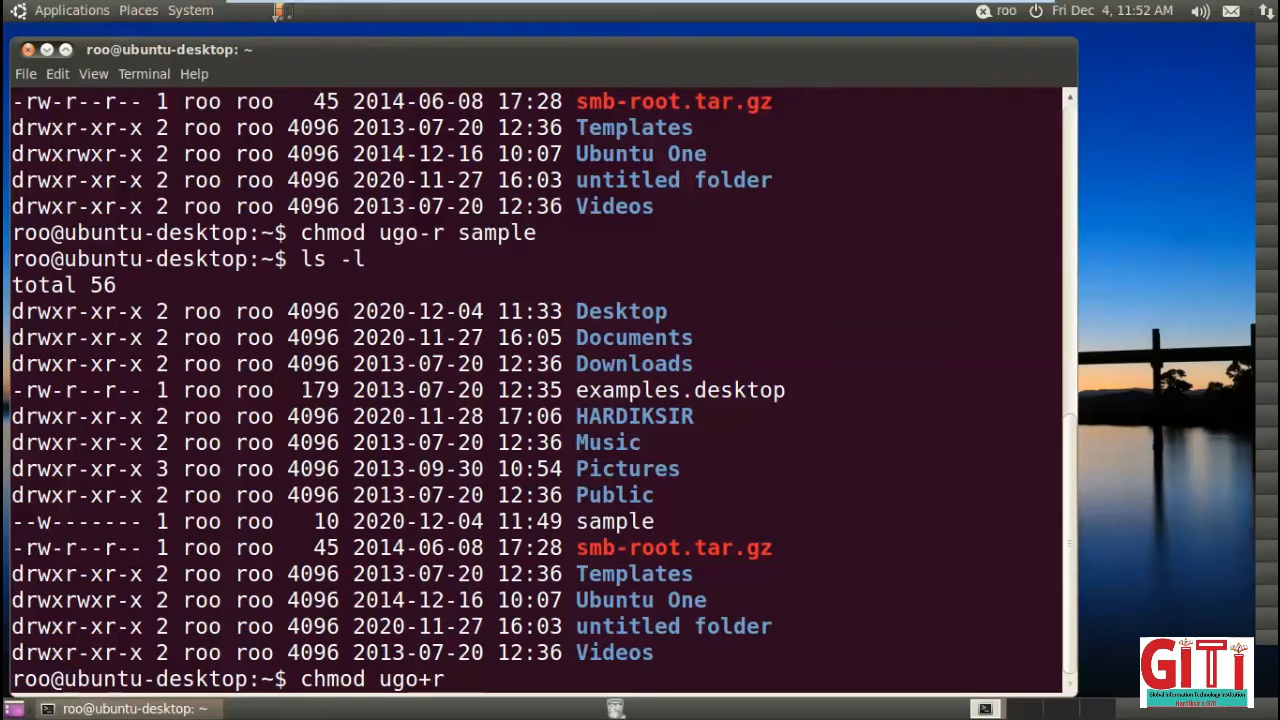 Applications Places System roo Fri Dec 4, 11:52 AM
roo@ubuntu-desktop: ~
File Edit View Terminal Help
-rw-r--r-- 1 roo roo   45 2014-06-08 17:28 smb-root.tar.gz
drwxr-xr-x 2 roo roo 4096 2013-07-20 12:36 Templates
drwxrwxr-x 2 roo roo 4096 2014-12-16 10:07 Ubuntu One
drwxr-xr-x 2 roo roo 4096 2020-11-27 16:03 untitled folder
drwxr-xr-x 2 roo roo 4096 2013-07-20 12:36 Videos
roo@ubuntu-desktop:~$ chmod ugo-r sample
roo@ubuntu-desktop:~$ ls -l
total 56
drwxr-xr-x 2 roo roo 4096 2020-12-04 11:33 Desktop
drwxr-xr-x 2 roo roo 4096 2020-11-27 16:05 Documents
drwxr-xr-x 2 roo roo 4096 2013-07-20 12:36 Downloads
-rw-r--r-- 1 roo roo  179 2013-07-20 12:35 examples.desktop
drwxr-xr-x 2 roo roo 4096 2020-11-28 17:06 HARDIKSIR
drwxr-xr-x 2 roo roo 4096 2013-07-20 12:36 Music
drwxr-xr-x 3 roo roo 4096 2013-09-30 10:54 Pictures
drwxr-xr-x 2 roo roo 4096 2013-07-20 12:36 Public
--w------- 1 roo roo   10 2020-12-04 11:49 sample
-rw-r--r-- 1 roo roo   45 2014-06-08 17:28 smb-root.tar.gz
drwxr-xr-x 2 roo roo 4096 2013-07-20 12:36 Templates
drwxrwxr-x 2 roo roo 4096 2014-12-16 10:07 Ubuntu One
drwxr-xr-x 2 roo roo 4096 2020-11-27 16:03 untitled folder
drwxr-xr-x 2 roo roo 4096 2013-07-20 12:36 Videos
roo@ubuntu-desktop:~$ chmod ugo+r
GITI
Global Information Technology Institution
Hardiksir's GITI
roo@ubuntu-desktop: ~